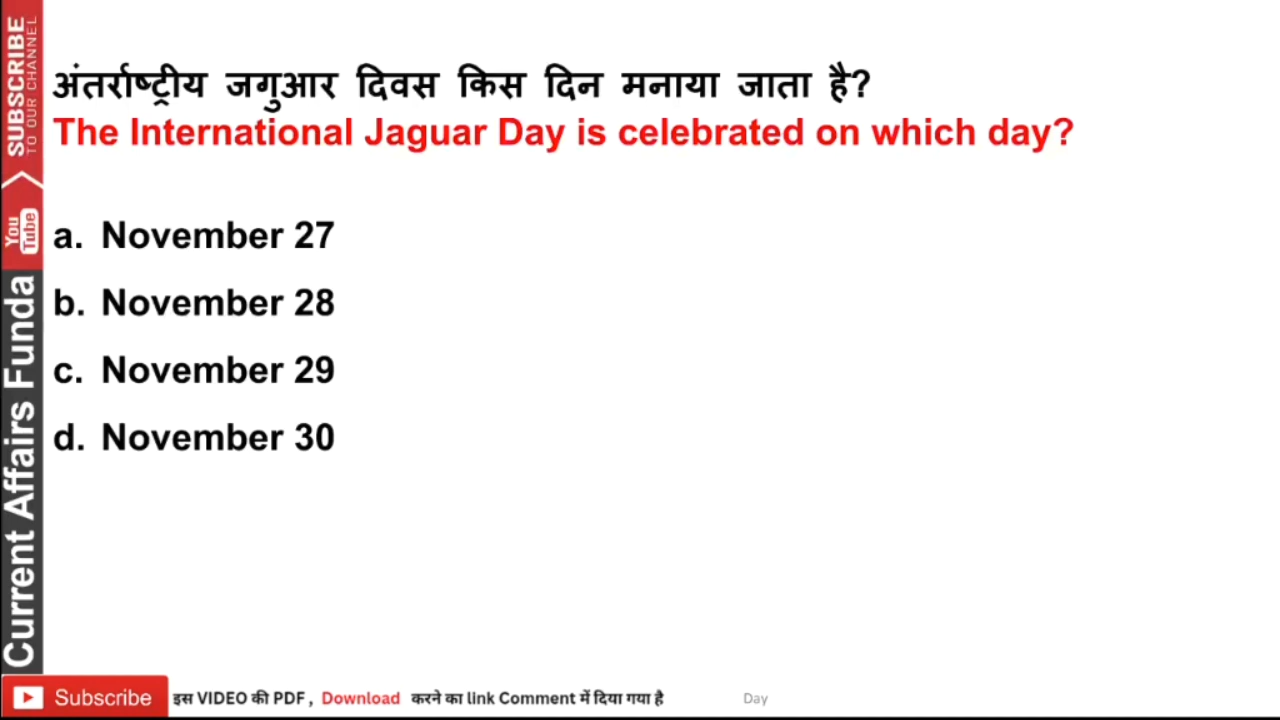 अंतर्राष्ट्रीय जगुआर दिवस किस दिन मनाया जाता है?
The International Jaguar Day is celebrated on which day?
a. November 27
b. November 28
c. November 29
d. November 30
SUBSCRIBE
TO OUR CHANNEL
You Tube
Current Affairs Funda
Subscribe
इस VIDEO की PDF, Download करने का link Comment में दिया गया है
Day